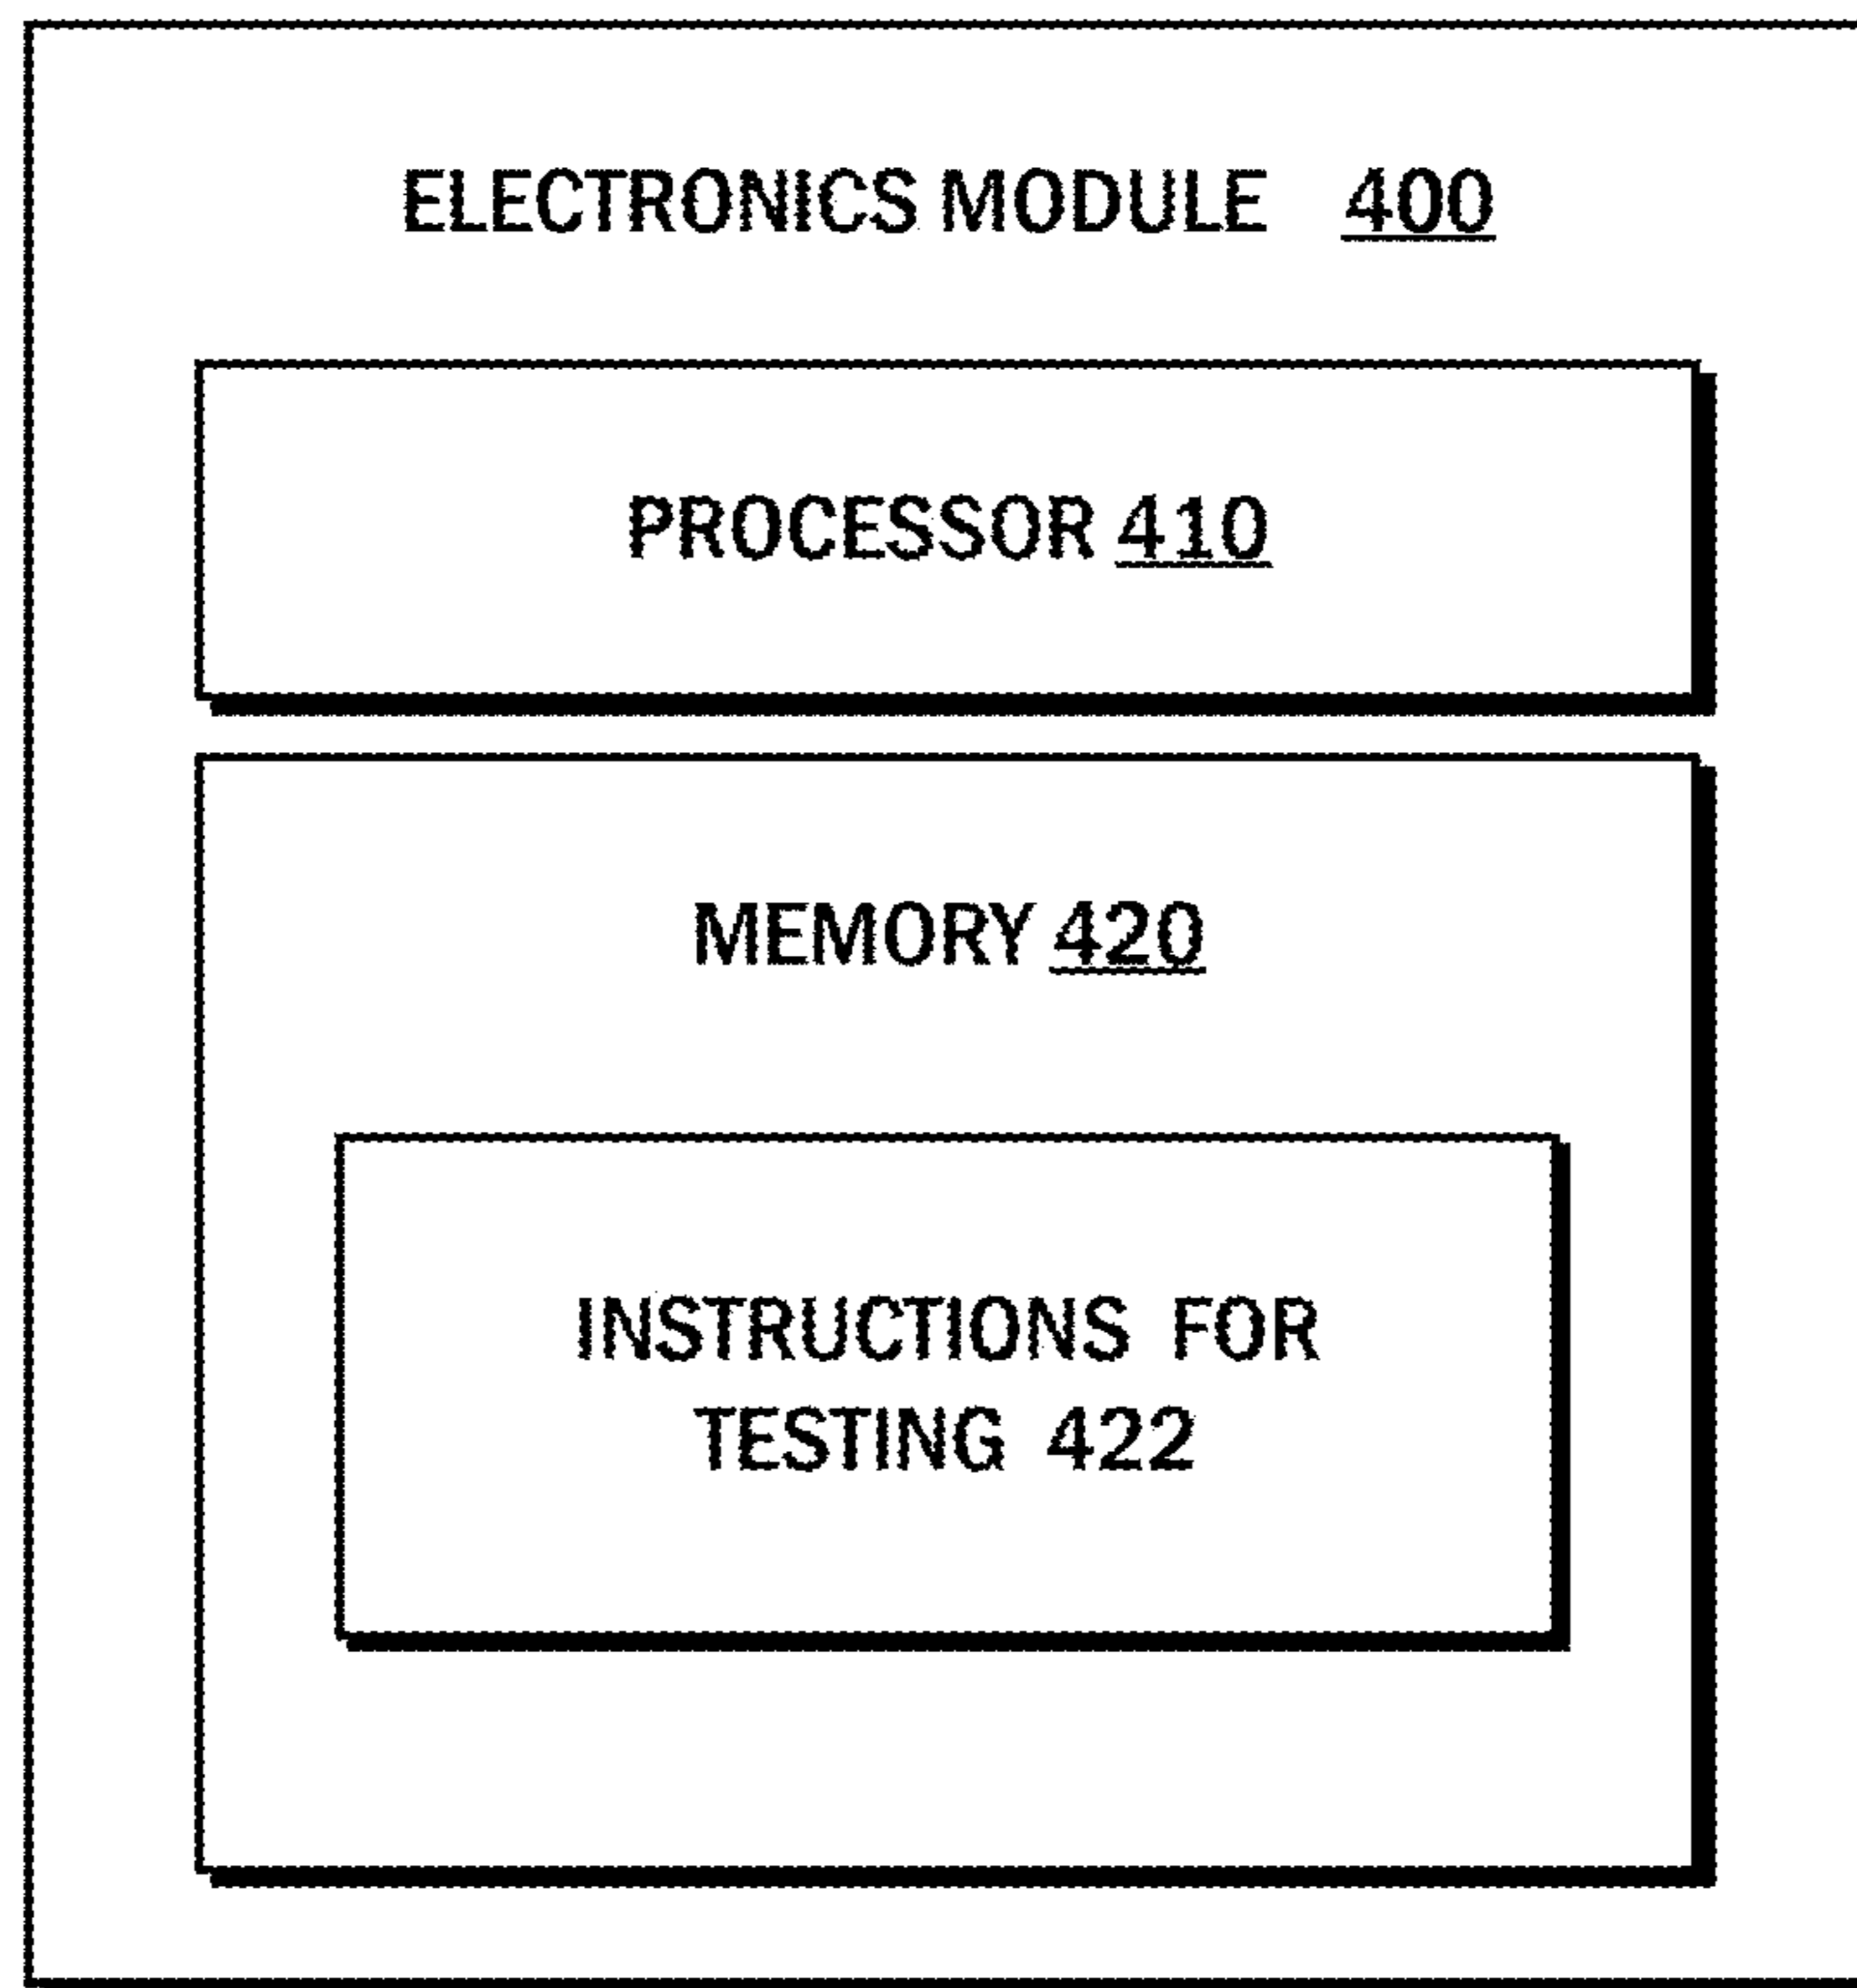 ELECTRONICS MODULE 400
PROCESSOR 410
MEMORY 420
INSTRUCTIONS FOR
TESTING 422